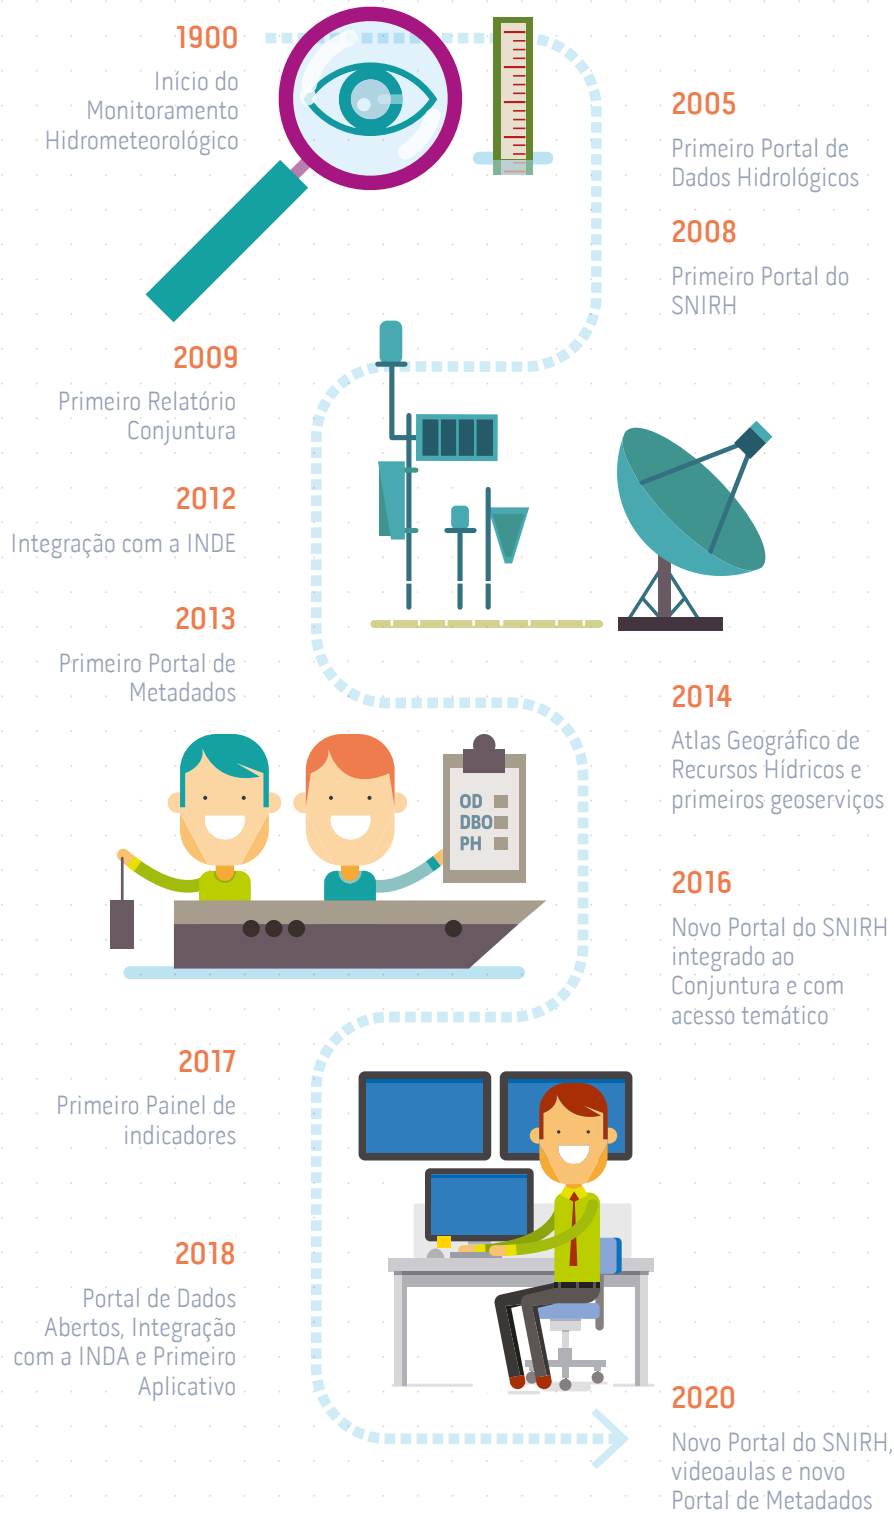 1900
Início do
Monitoramento
Hidrometeorológico
2005
Primeiro Portal de
Dados Hidrológicos
2008
Primeiro Portal do
SNIRH
2009
Primeiro Relatório
Conjuntura
2012
Integração com a INDE
2013
Primeiro Portal de
Metadados
2014
Atlas Geográfico de
Recursos Hídricos e
primeiros geoserviços
OD
DBO
PH
2016
Novo Portal do SNIRH
integrado ao
Conjuntura e com
acesso temático
2017
Primeiro Painel de
indicadores
2018
Portal de Dados
Abertos, Integração
com a INDA e Primeiro
Aplicativo
2020
Novo Portal do SNIRH,
videoaulas e novo
Portal de Metadados